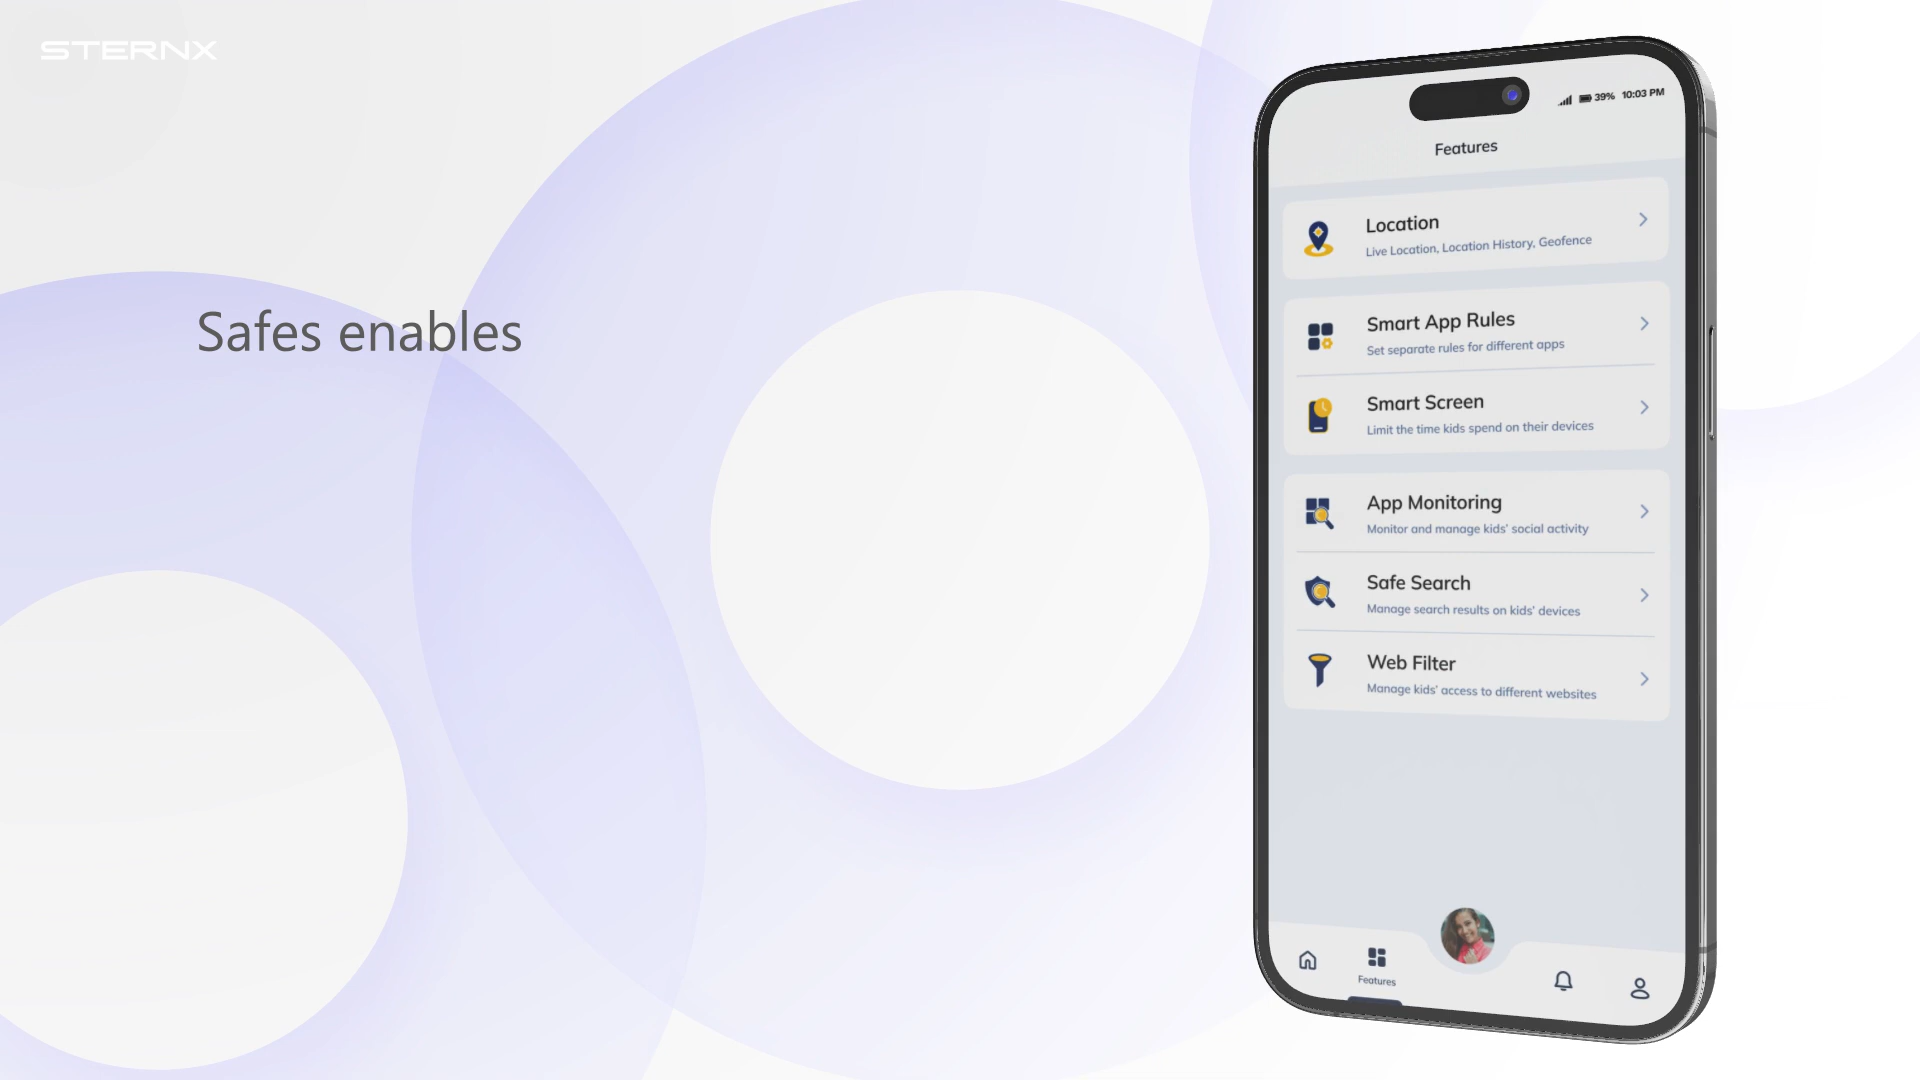 STERNX
Safes enables
39% 10:03 PM
Features
Location
Live Location, Location History, Geofence
Smart App Rules
Set separate rules for different apps
Smart Screen
Limit the time kids spend on their devices
App Monitoring
Monitor and manage kids' social activity
Safe Search
Manage search results on kids' devices
Web Filter
Manage kids' access to different websites
Features